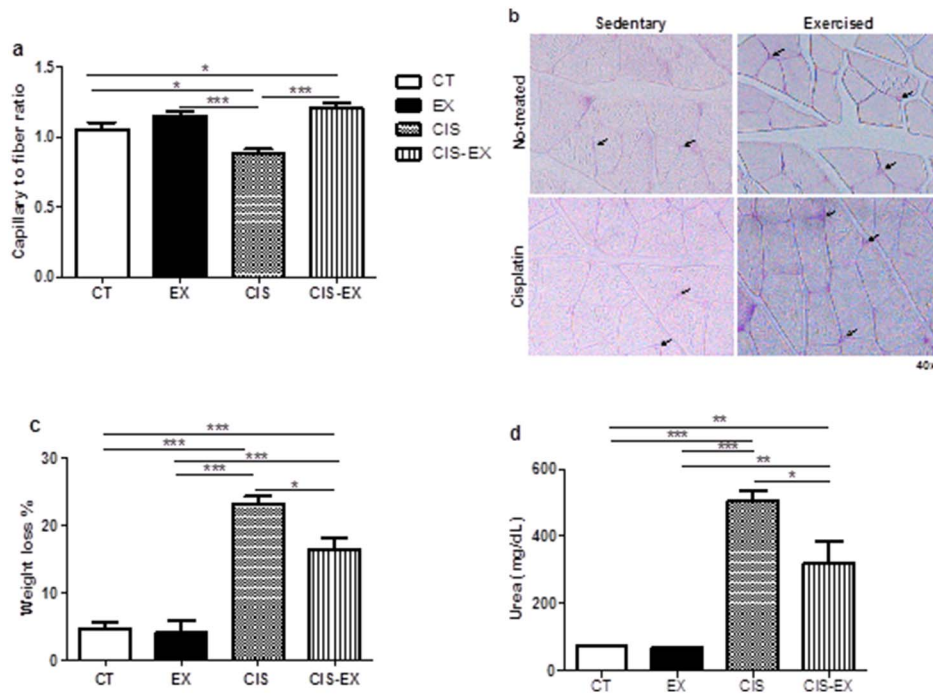 a
Capillary to fiber ratio
1.5
1.0
0.5
0.0
*
*
***
***
CT
EX
CIS
CIS-EX
CT
EX
CIS
CIS-EX
b
Sedentary
Exercised
No-treated
Cisplatin
40x
c
Weight loss %
30
20
10
0
***
***
***
***
*
CT
EX
CIS
CIS-EX
d
Urea (mg/dL)
600
400
200
0
**
***
***
**
*
CT
EX
CIS
CIS-EX